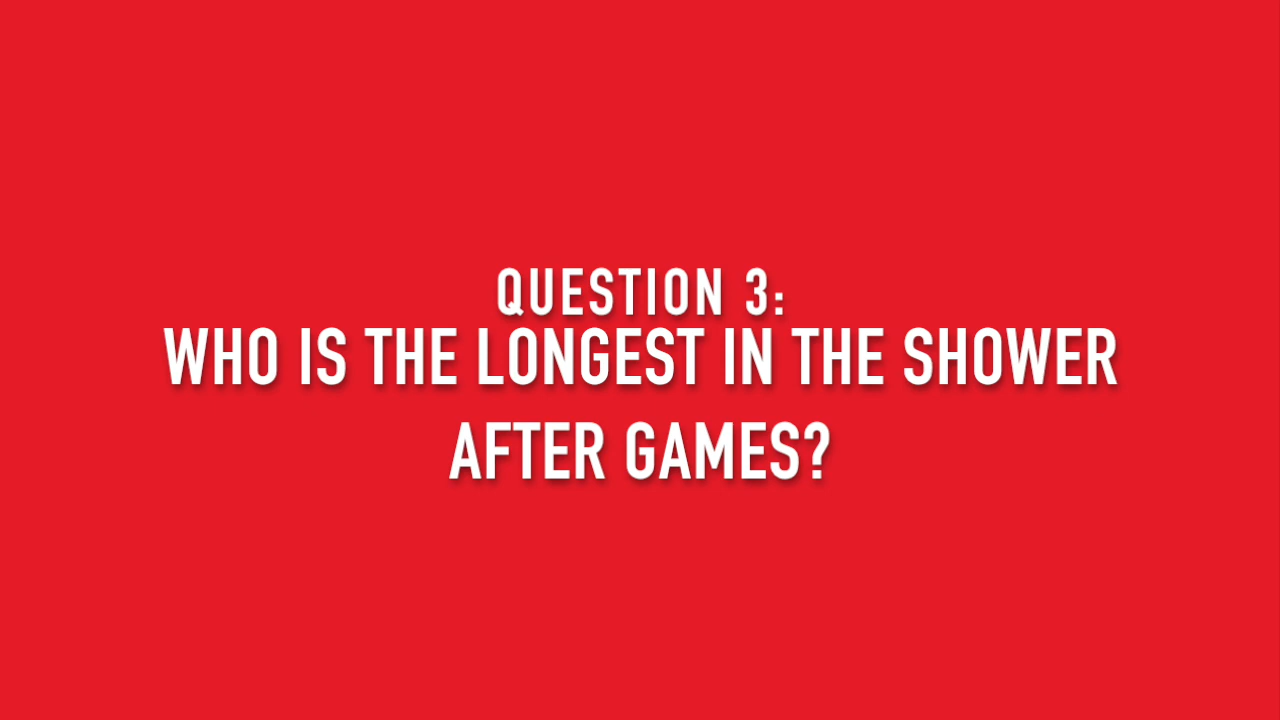 QUESTION 3:
WHO IS THE LONGEST IN THE SHOWER
AFTER GAMES?